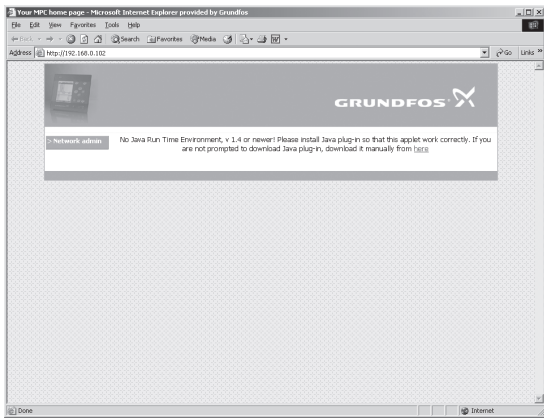 Your MPC home page - Microsoft Internet Explorer provided by Grundfos
File Edit View Favorites Tools Help
Back Search Favorites Media
Address http://192.168.0.102 Go Links »
GRUNDFOS
> Network admin
No Java Run Time Environment, v 1.4 or newer! Please install Java plug-in so that this applet work correctly. If you
are not prompted to download Java plug-in, download it manually from here
Done Internet